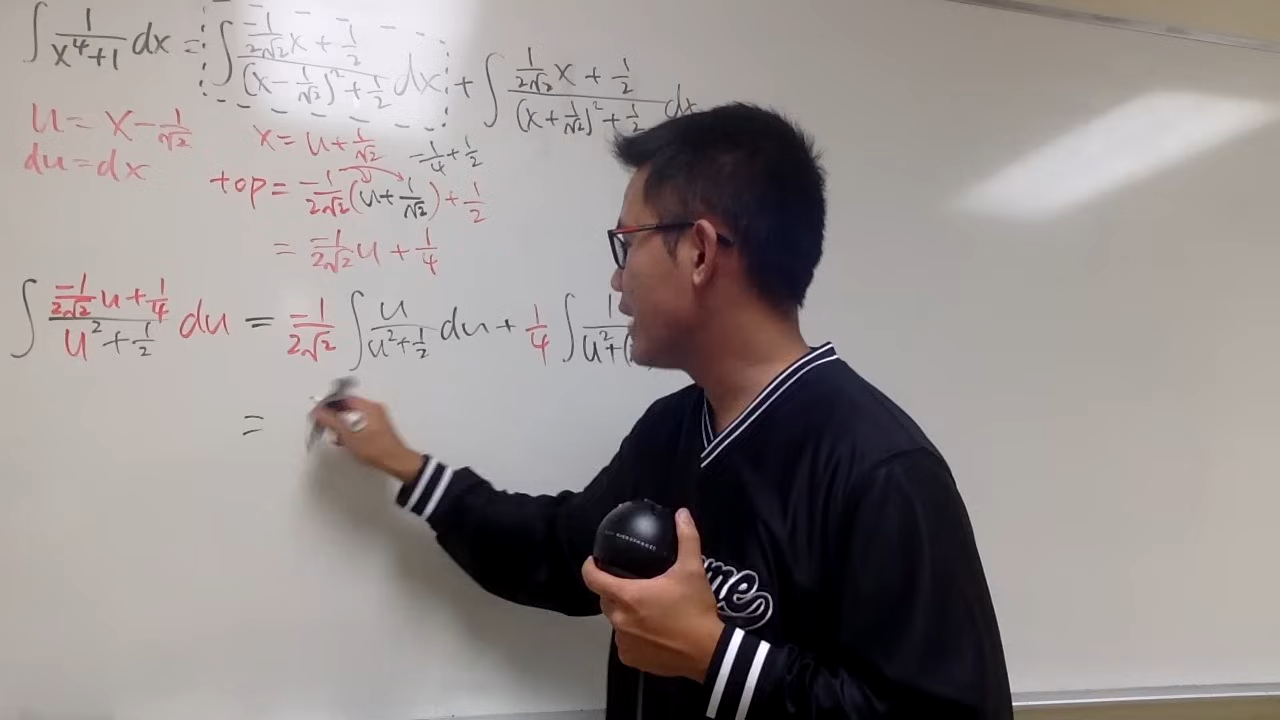 ∫ 1/(x⁴+1) dx = ∫ (-1/(2√2) x + 1/2)/((x - 1/√2)² + 1/2) dx + ∫ (1/(2√2) x + 1/2)/((x + 1/√2)² + 1/2) dx
u = x - 1/√2
x = u + 1/√2
-1/4 + 1/2
du = dx
top = -1/(2√2) (u + 1/√2) + 1/2
= -1/(2√2) u + 1/4
∫ (-1/(2√2) u + 1/4)/(u² + 1/2) du = -1/(2√2) ∫ u/(u² + 1/2) du + 1/4 ∫ 1/(u² + (
=